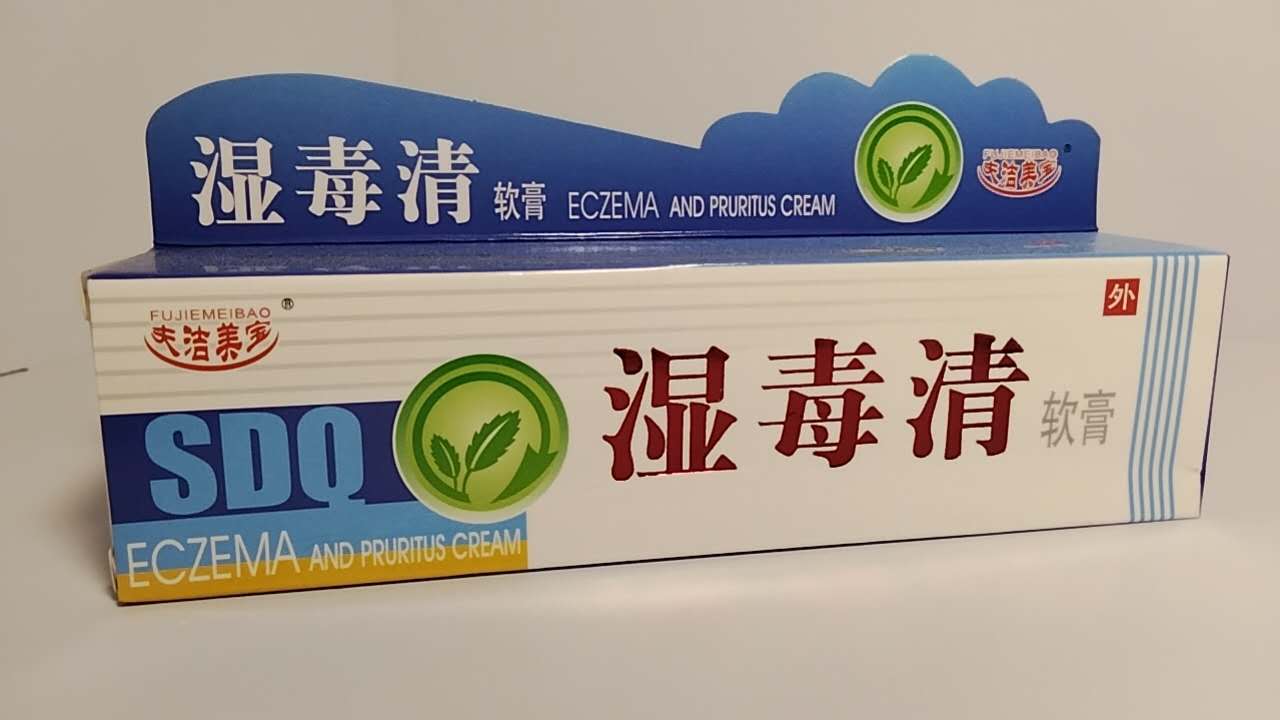 湿毒清 软膏 ECZEMA AND PRURITUS CREAM
FUJIEMEIBAO
夫洁美宝
FUJIEMEIBAO ®
夫洁美宝
外
SDQ
湿毒清 软膏
ECZEMA AND PRURITUS CREAM